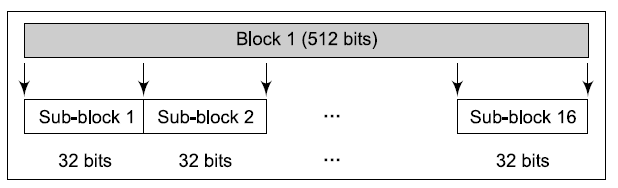 Block 1 (512 bits)
Sub-block 1 Sub-block 2 ... Sub-block 16
32 bits 32 bits ... 32 bits